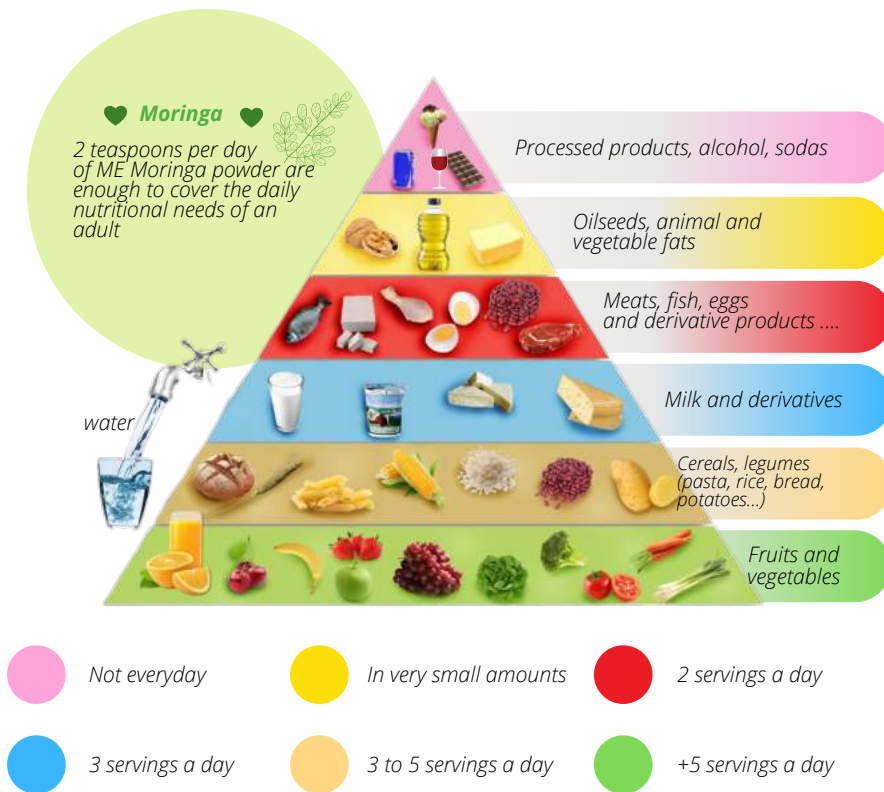 Moringa
2 teaspoons per day
of ME Moringa powder are
enough to cover the daily
nutritional needs of an
adult
Processed products, alcohol, sodas
Oilseeds, animal and
vegetable fats
Meats, fish, eggs
and derivative products ....
Milk and derivatives
water
Cereals, legumes
(pasta, rice, bread,
potatoes...)
Fruits and
vegetables
Not everyday
In very small amounts
2 servings a day
3 servings a day
3 to 5 servings a day
+5 servings a day